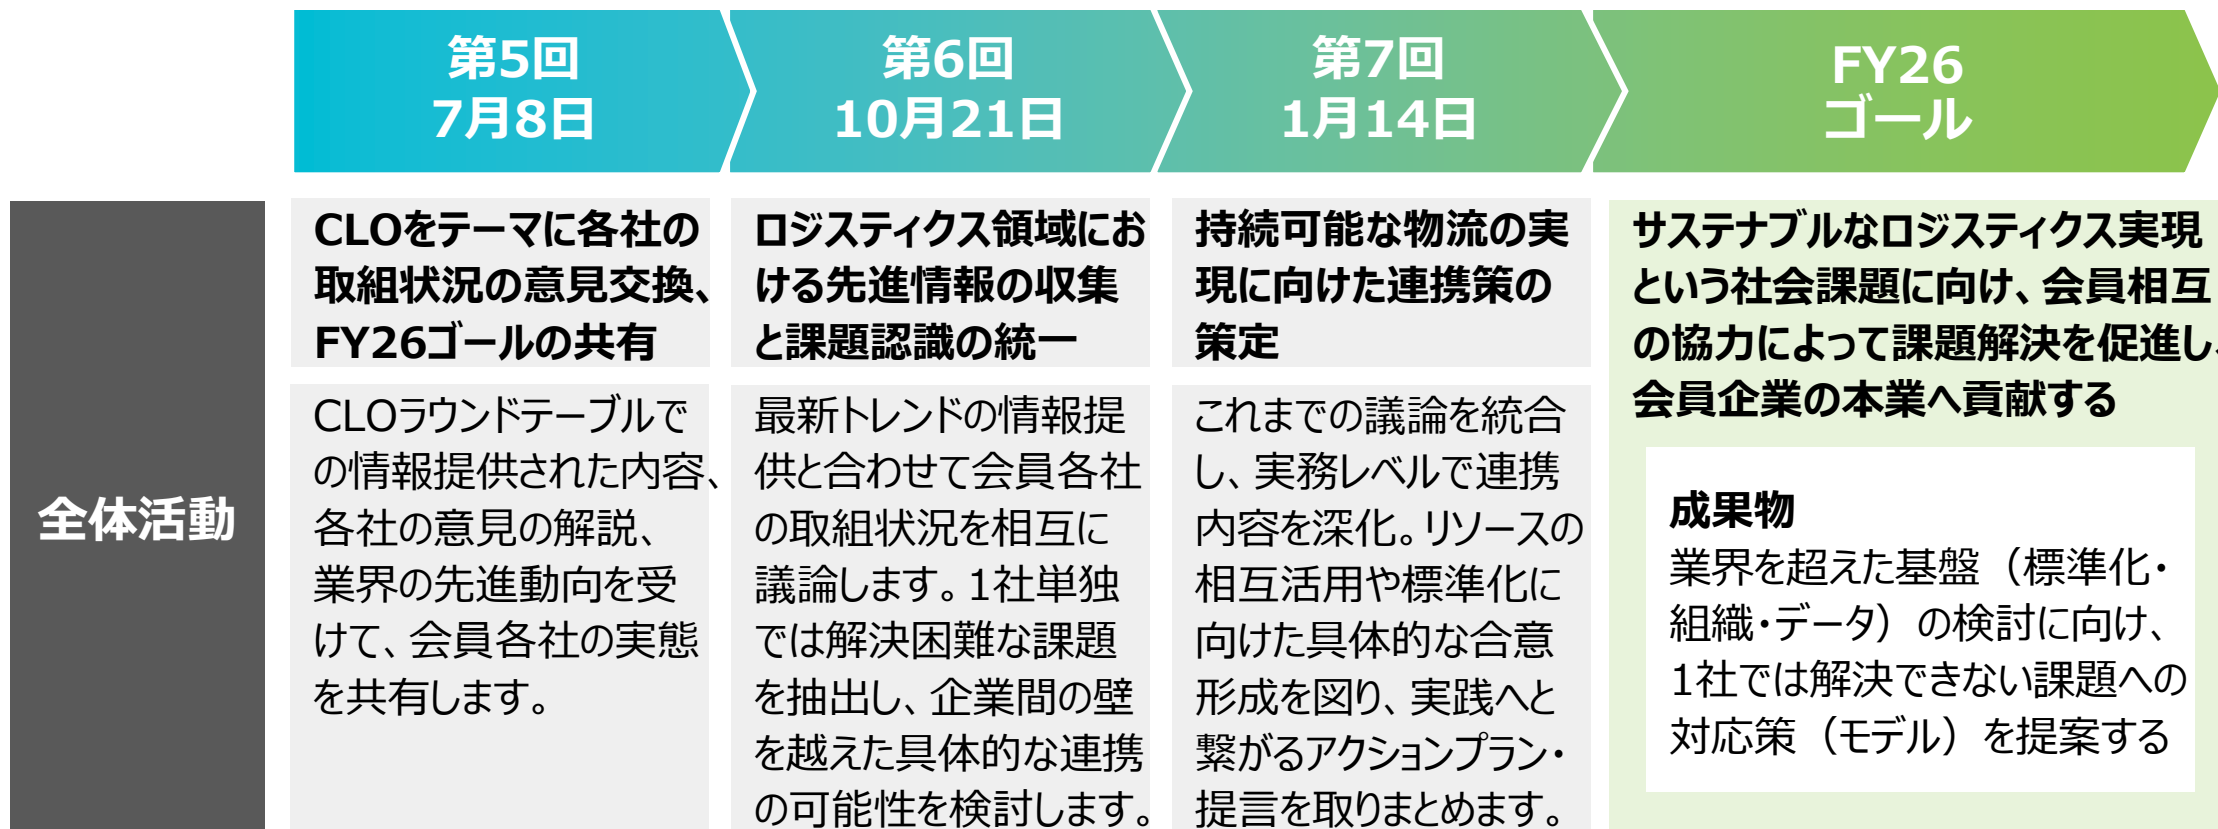 第5回
7月8日
第6回
10月21日
第7回
1月14日
FY26
ゴール
全体活動
CLOをテーマに各社の
取組状況の意見交換、
FY26ゴールの共有
CLOラウンドテーブルで
の情報提供された内容、
各社の意見の解説、
業界の先進動向を受
けて、会員各社の実態
を共有します。
ロジスティクス領域にお
ける先進情報の収集
と課題認識の統一
最新トレンドの情報提
供と合わせて会員各社
の取組状況を相互に
議論します。1社単独
では解決困難な課題
を抽出し、企業間の壁
を越えた具体的な連携
の可能性を検討します。
持続可能な物流の実
現に向けた連携策の
策定
これまでの議論を統合
し、実務レベルで連携
内容を深化。リソースの
相互活用や標準化に
向けた具体的な合意
形成を図り、実践へと
繋がるアクションプラン・
提言を取りまとめます。
サステナブルなロジスティクス実現
という社会課題に向け、会員相互
の協力によって課題解決を促進し、
会員企業の本業へ貢献する
成果物
業界を超えた基盤（標準化・
組織・データ）の検討に向け、
1社では解決できない課題への
対応策（モデル）を提案する